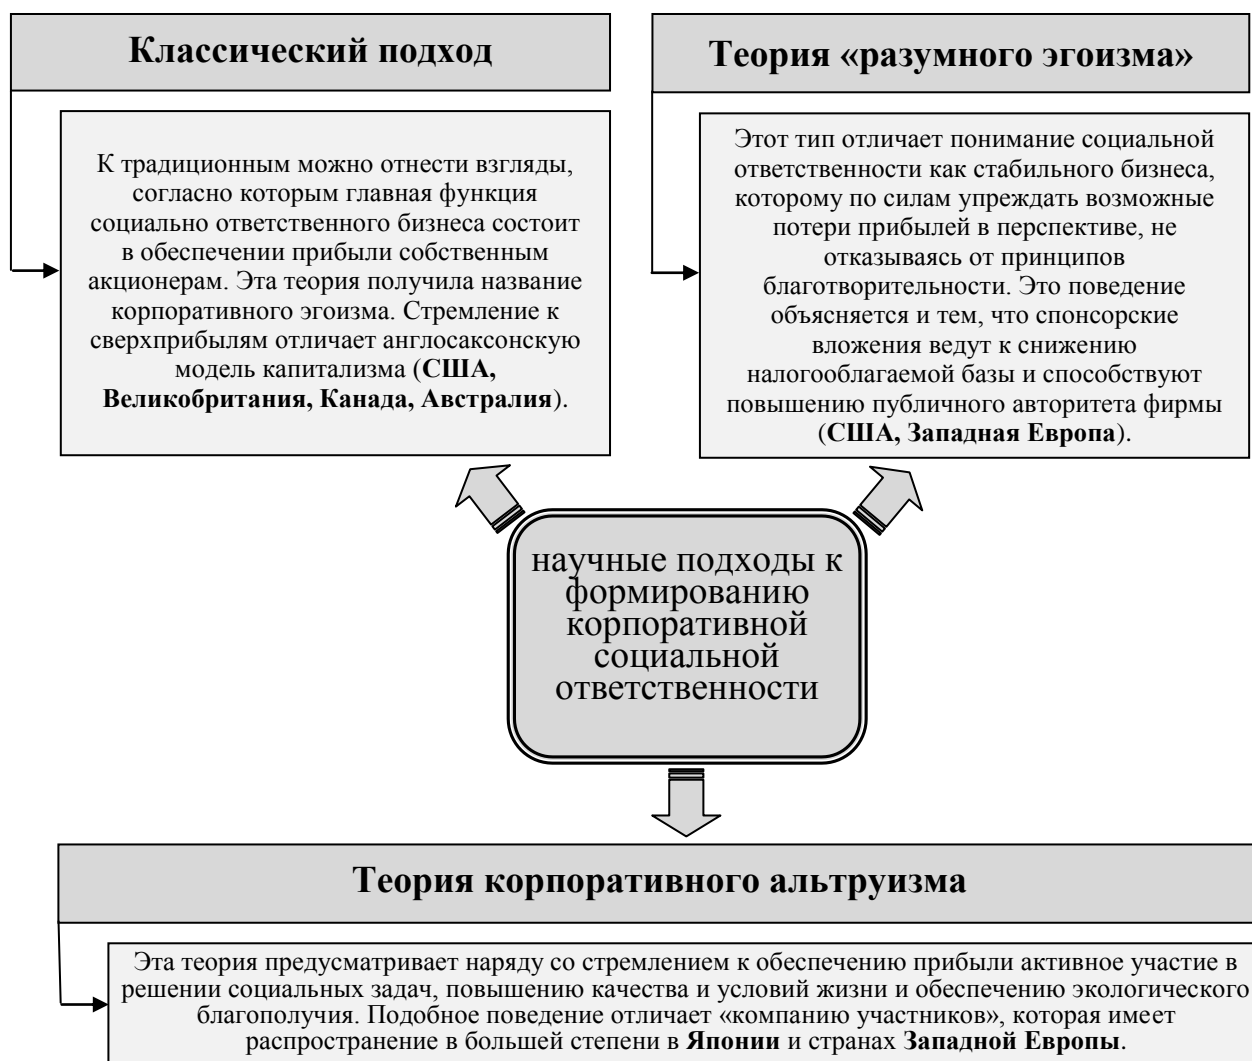 Классический подход
К традиционным можно отнести взгляды,
согласно которым главная функция
социально ответственного бизнеса состоит
в обеспечении прибыли собственным
акционерам. Эта теория получила название
корпоративного эгоизма. Стремление к
сверхприбылям отличает англосаксонскую
модель капитализма (США,
Великобритания, Канада, Австралия).
Теория «разумного эгоизма»
Этот тип отличает понимание социальной
ответственности как стабильного бизнеса,
которому по силам упреждать возможные
потери прибылей в перспективе, не
отказываясь от принципов
благотворительности. Это поведение
объясняется и тем, что спонсорские
вложения ведут к снижению
налогооблагаемой базы и способствуют
повышению публичного авторитета фирмы
(США, Западная Европа).
научные подходы к
формированию
корпоративной
социальной
ответственности
Теория корпоративного альтруизма
Эта теория предусматривает наряду со стремлением к обеспечению прибыли активное участие в
решении социальных задач, повышению качества и условий жизни и обеспечению экологического
благополучия. Подобное поведение отличает «компанию участников», которая имеет
распространение в большей степени в Японии и странах Западной Европы.